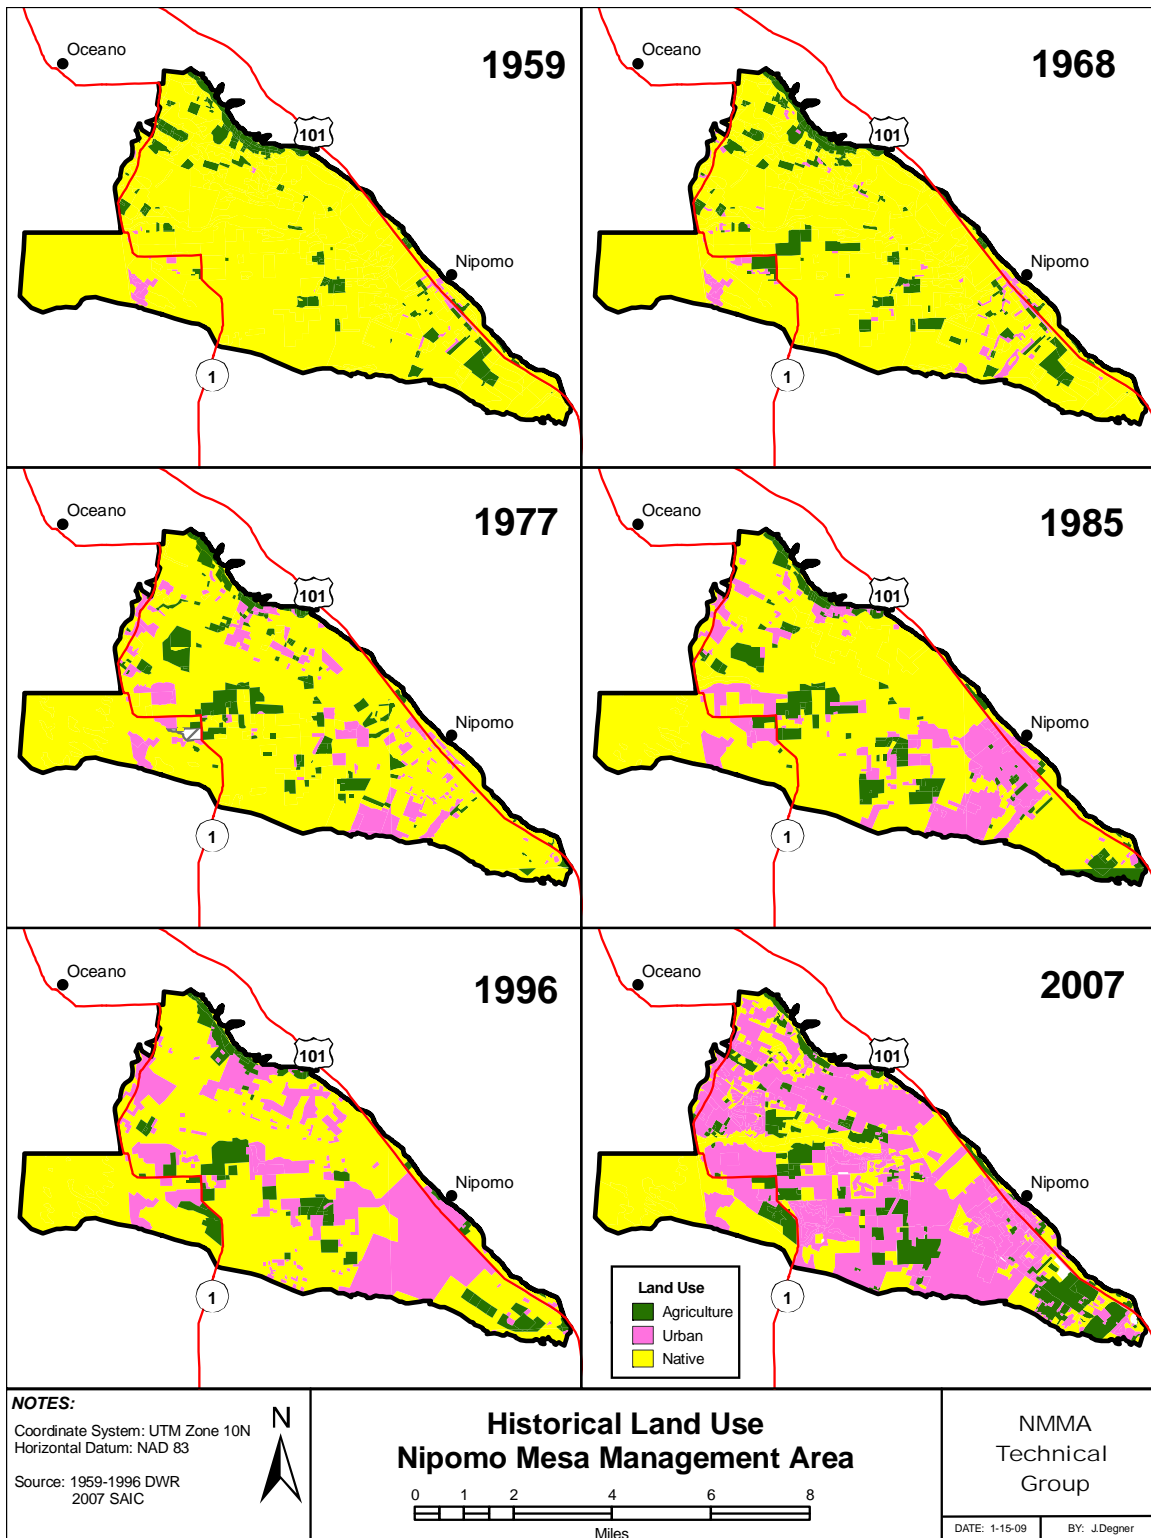 Oceano
1959
101
Nipomo
1
Oceano
1968
101
Nipomo
1
Oceano
1977
101
Nipomo
1
Oceano
1985
101
Nipomo
1
Oceano
1996
101
Nipomo
1
Oceano
2007
101
Nipomo
1
Land Use
Agriculture
Urban
Native
NOTES:
Coordinate System: UTM Zone 10N
Horizontal Datum: NAD 83
Source: 1959-1996 DWR
2007 SAIC
N
Historical Land Use
Nipomo Mesa Management Area
0 1 2 4 6 8
Miles
NMMA
Technical
Group
DATE: 1-15-09
BY: J.Degner